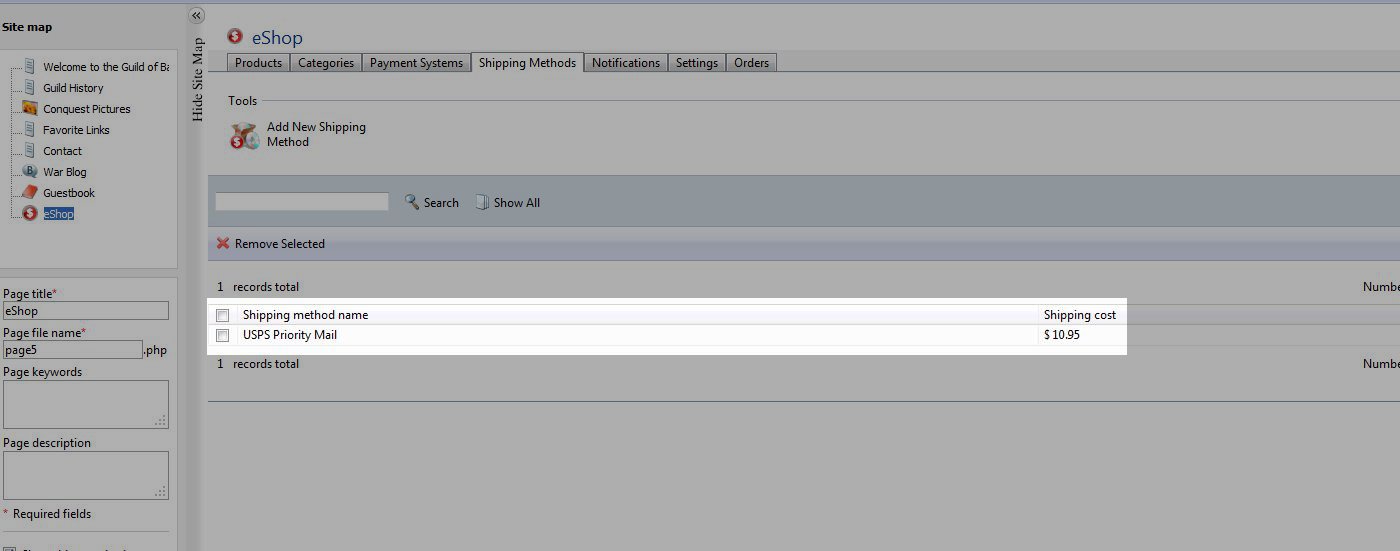 Site map
Welcome to the Guild of Ba
Guild History
Conquest Pictures
Favorite Links
Contact
War Blog
Guestbook
eShop
Page title*
eShop
Page file name*
page5 .php
Page keywords
Page description
* Required fields
Hide Site Map
eShop
Products Categories Payment Systems Shipping Methods Notifications Settings Orders
Tools
Add New Shipping
Method
Search Show All
Remove Selected
1 records total Numbe
Shipping method name Shipping cost
USPS Priority Mail $ 10.95
1 records total Numbe